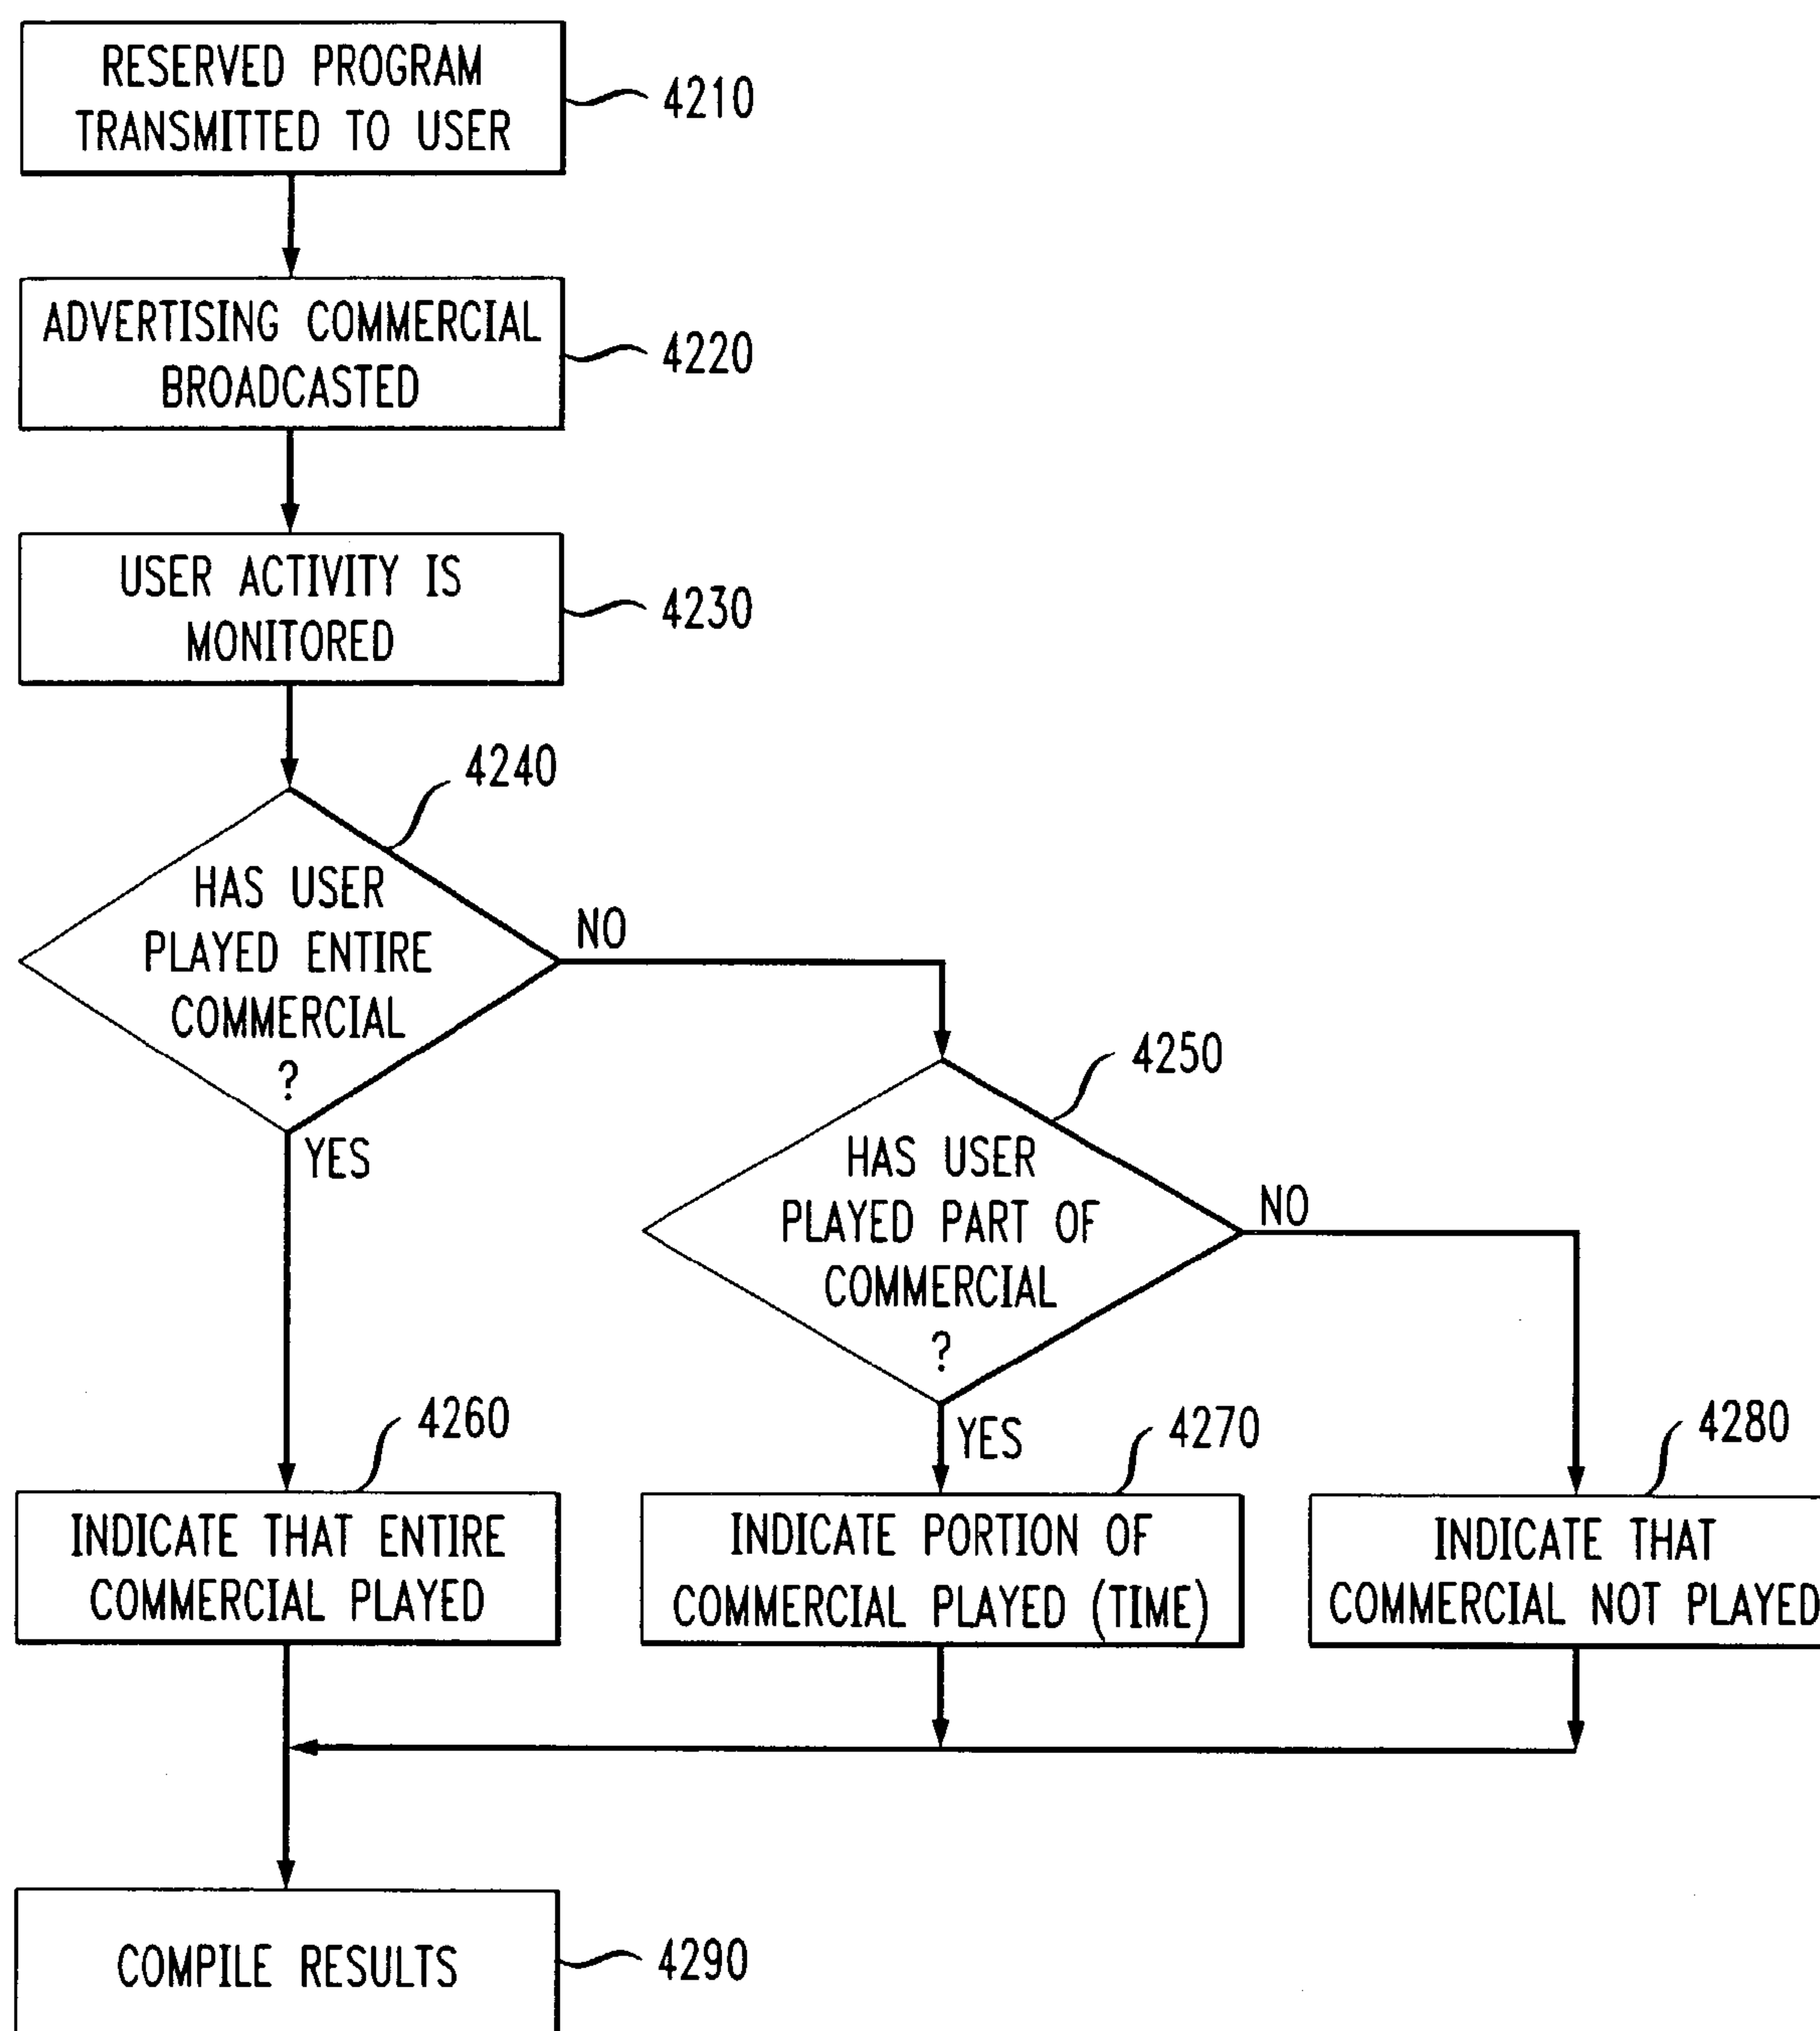 RESERVED PROGRAM
TRANSMITTED TO USER
4210
ADVERTISING COMMERCIAL
BROADCASTED
4220
USER ACTIVITY IS
MONITORED
4230
4240
HAS USER
PLAYED ENTIRE
COMMERCIAL
?
NO
YES
4250
HAS USER
PLAYED PART OF
COMMERCIAL
?
NO
YES
4260
INDICATE THAT ENTIRE
COMMERCIAL PLAYED
4270
INDICATE PORTION OF
COMMERCIAL PLAYED (TIME)
4280
INDICATE THAT
COMMERCIAL NOT PLAYED
COMPILE RESULTS
4290